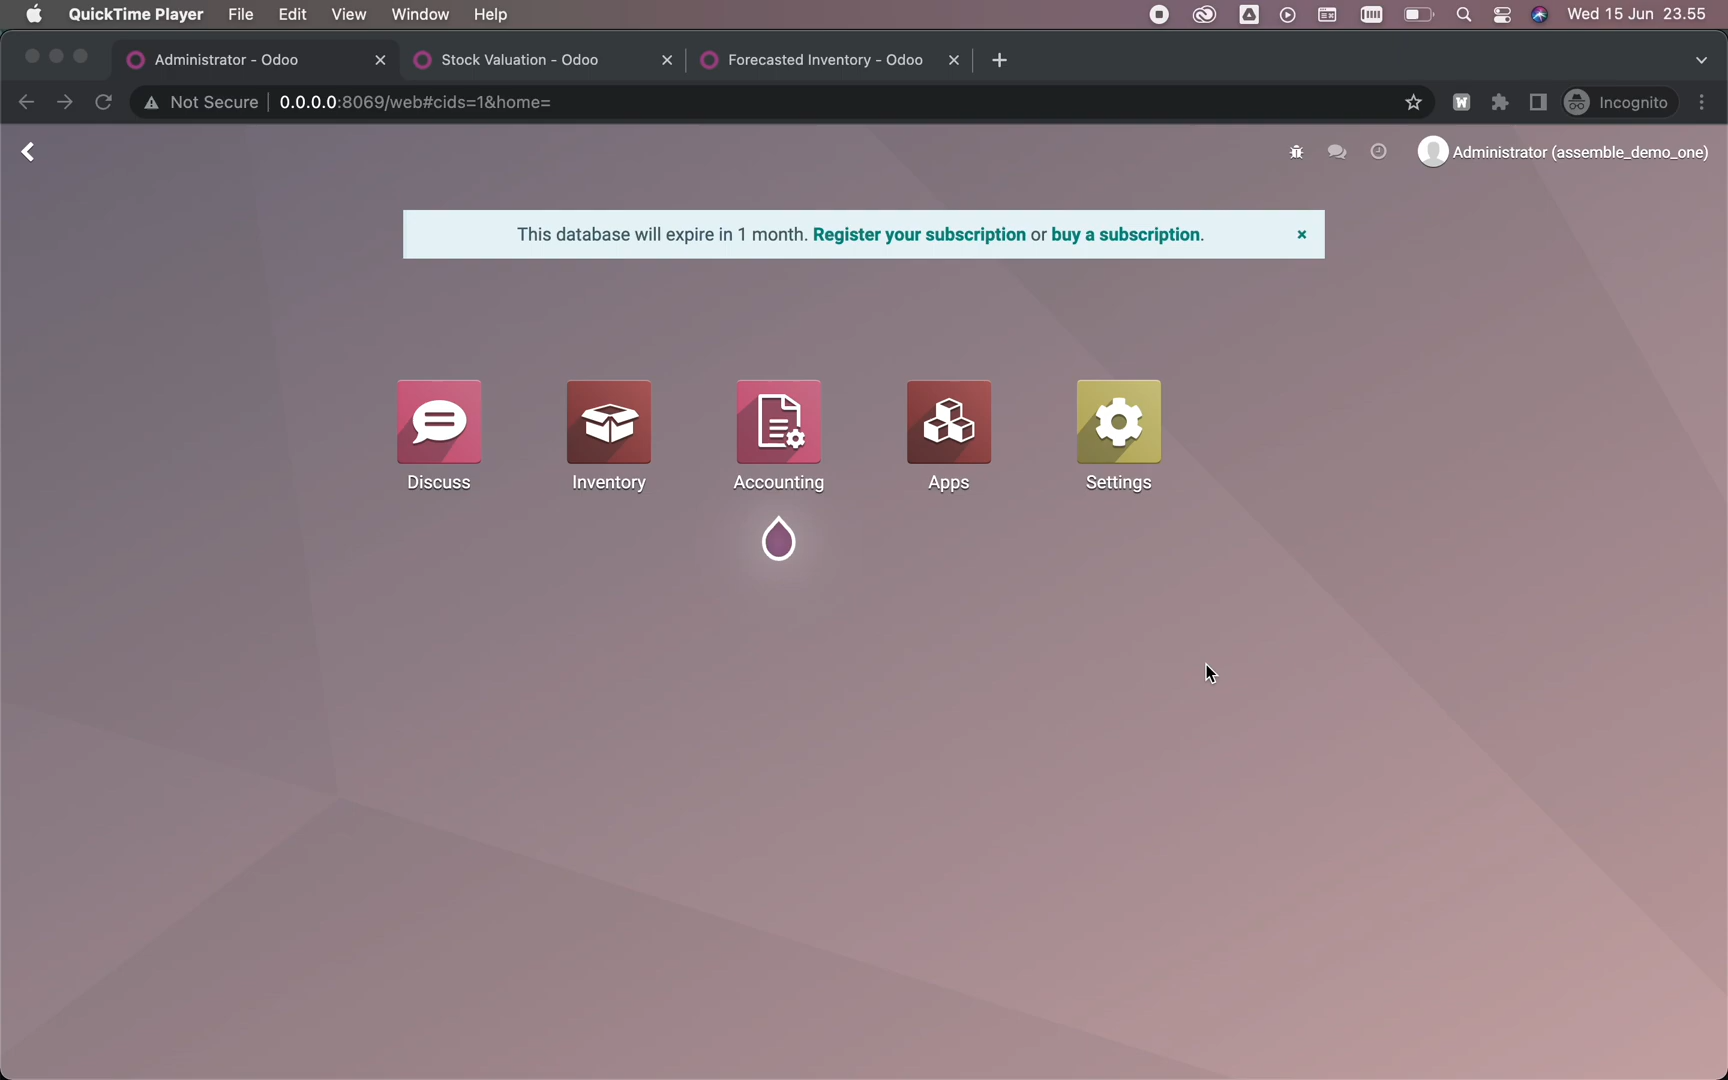 QuickTime Player File Edit View Window Help Wed 15 Jun 23.55
Administrator - Odoo Stock Valuation - Odoo Forecasted Inventory - Odoo
Not Secure 0.0.0.0:8069/web#cids=1&home= W Incognito
Administrator (assemble_demo_one)
This database will expire in 1 month. Register your subscription or buy a subscription.
Discuss Inventory Accounting Apps Settings